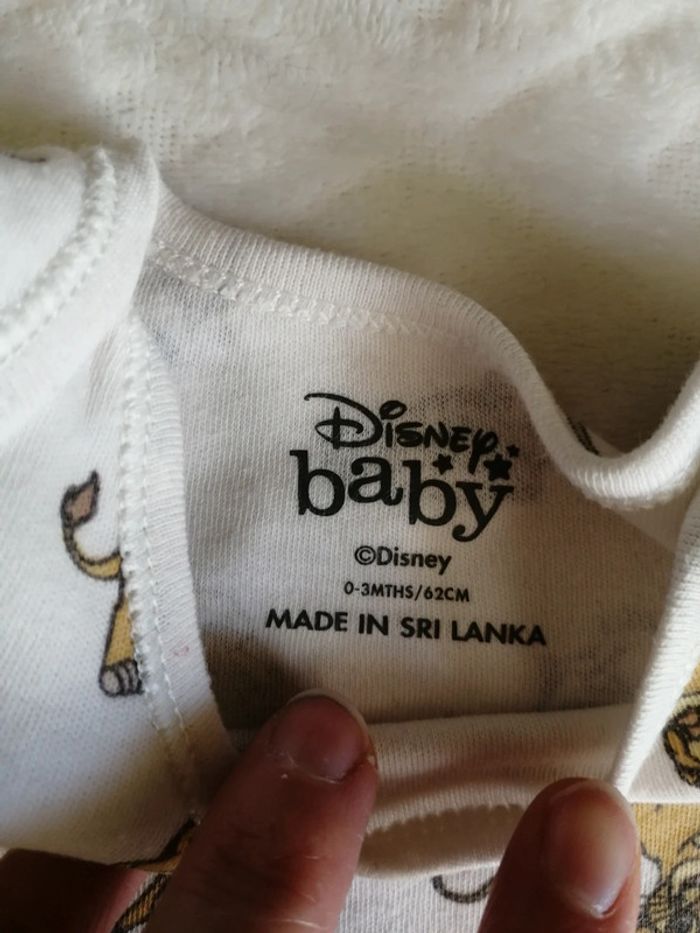 Disney
baby
©Disney
0-3MTHS/62CM
MADE IN SRI LANKA